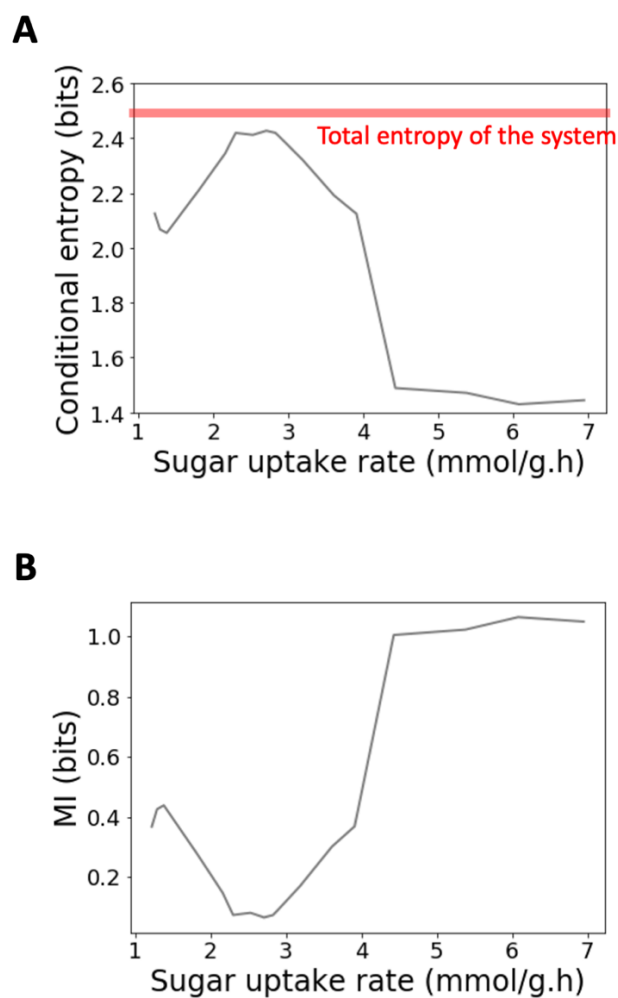 A
Conditional entropy (bits)
2.6
2.4
2.2
2.0
1.8
1.6
1.4
Total entropy of the system
1 2 3 4 5 6 7
Sugar uptake rate (mmol/g.h)
B
MI (bits)
1.0
0.8
0.6
0.4
0.2
1 2 3 4 5 6 7
Sugar uptake rate (mmol/g.h)